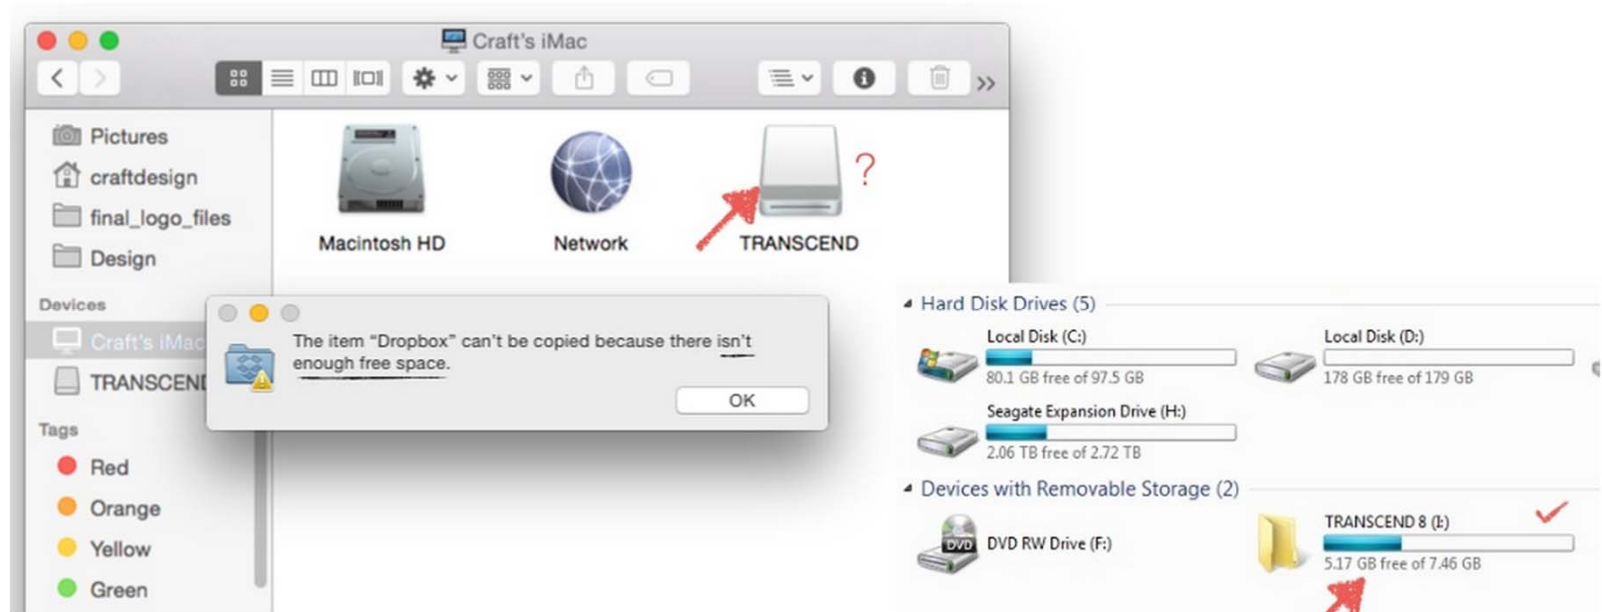 Craft's iMac
Pictures
craftdesign
final_logo_files
Design
Devices
Craft's iMac
TRANSCEND
Tags
Red
Orange
Yellow
Green
Macintosh HD
Network
TRANSCEND
?
The item “Dropbox” can't be copied because there isn't
enough free space.
OK
Hard Disk Drives (5)
Local Disk (C:)
80.1 GB free of 97.5 GB
Local Disk (D:)
178 GB free of 179 GB
Seagate Expansion Drive (H:)
2.06 TB free of 2.72 TB
Devices with Removable Storage (2)
DVD
DVD RW Drive (F:)
TRANSCEND 8 (I:)
5.17 GB free of 7.46 GB